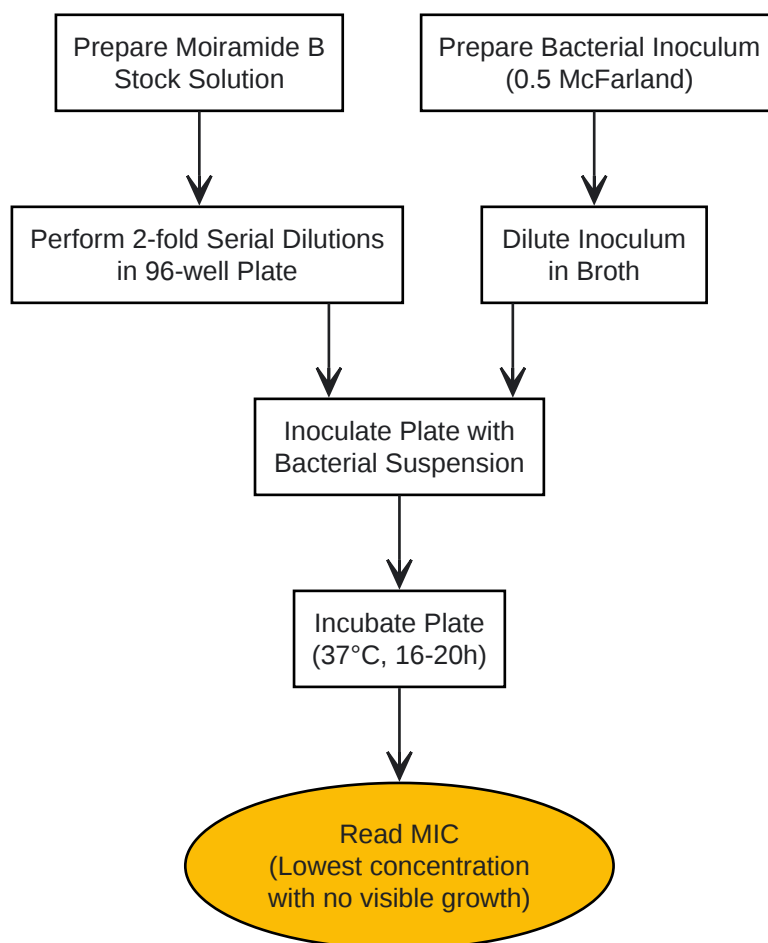 Prepare Moiramide B
Stock Solution
Prepare Bacterial Inoculum
(0.5 McFarland)
Perform 2-fold Serial Dilutions
in 96-well Plate
Dilute Inoculum
in Broth
Inoculate Plate with
Bacterial Suspension
Incubate Plate
(37°C, 16-20h)
Read MIC
(Lowest concentration
with no visible growth)